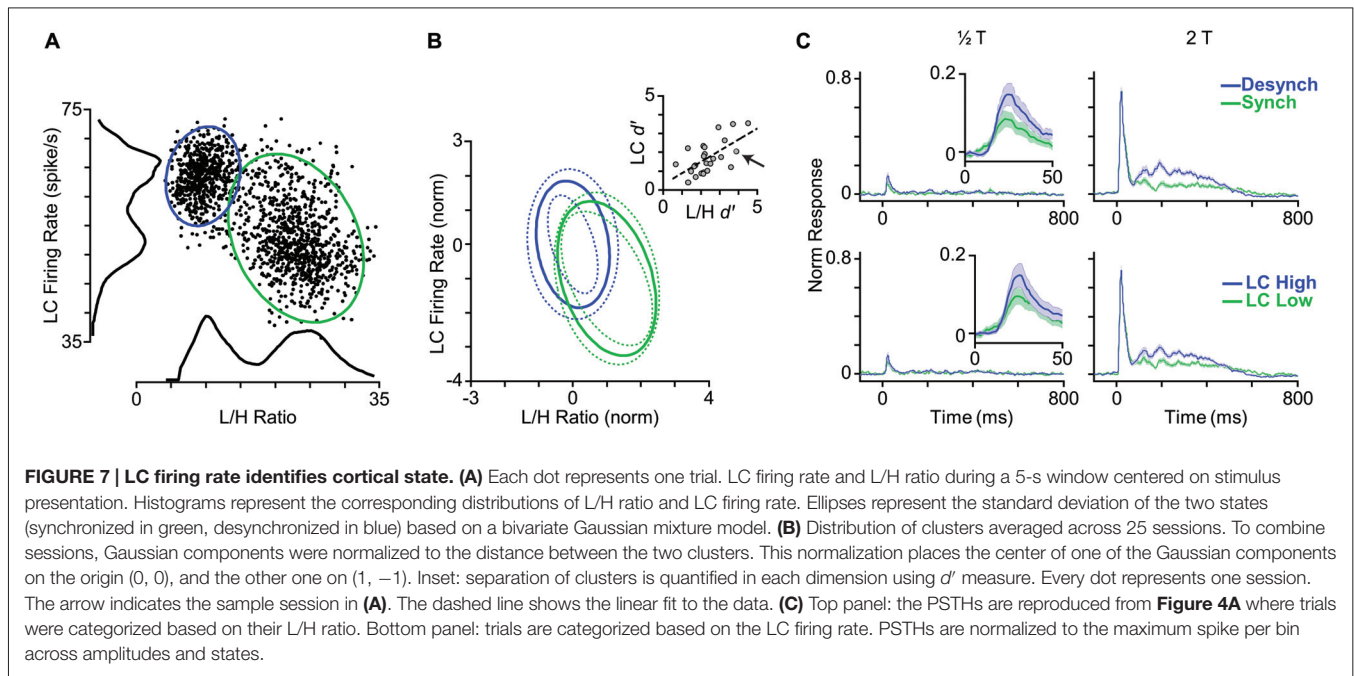 A
B
C
½ T
2 T
75
LC Firing Rate (spike/s)
35
0
L/H Ratio
35
3
LC Firing Rate (norm)
0
-4
-3
0
L/H Ratio (norm)
4
5
LC d′
0
0
L/H d′
5
Norm Response
0.8
0
0.2
0
0
50
0
800
Desynch
Synch
0
800
0.8
0
0.2
0
0
50
0
800
Time (ms)
LC High
LC Low
0
800
Time (ms)
FIGURE 7 | LC firing rate identifies cortical state. (A) Each dot represents one trial. LC firing rate and L/H ratio during a 5-s window centered on stimulus
presentation. Histograms represent the corresponding distributions of L/H ratio and LC firing rate. Ellipses represent the standard deviation of the two states
(synchronized in green, desynchronized in blue) based on a bivariate Gaussian mixture model. (B) Distribution of clusters averaged across 25 sessions. To combine
sessions, Gaussian components were normalized to the distance between the two clusters. This normalization places the center of one of the Gaussian components
on the origin (0, 0), and the other one on (1, −1). Inset: separation of clusters is quantified in each dimension using d′ measure. Every dot represents one session.
The arrow indicates the sample session in (A). The dashed line shows the linear fit to the data. (C) Top panel: the PSTHs are reproduced from Figure 4A where trials
were categorized based on their L/H ratio. Bottom panel: trials are categorized based on the LC firing rate. PSTHs are normalized to the maximum spike per bin
across amplitudes and states.